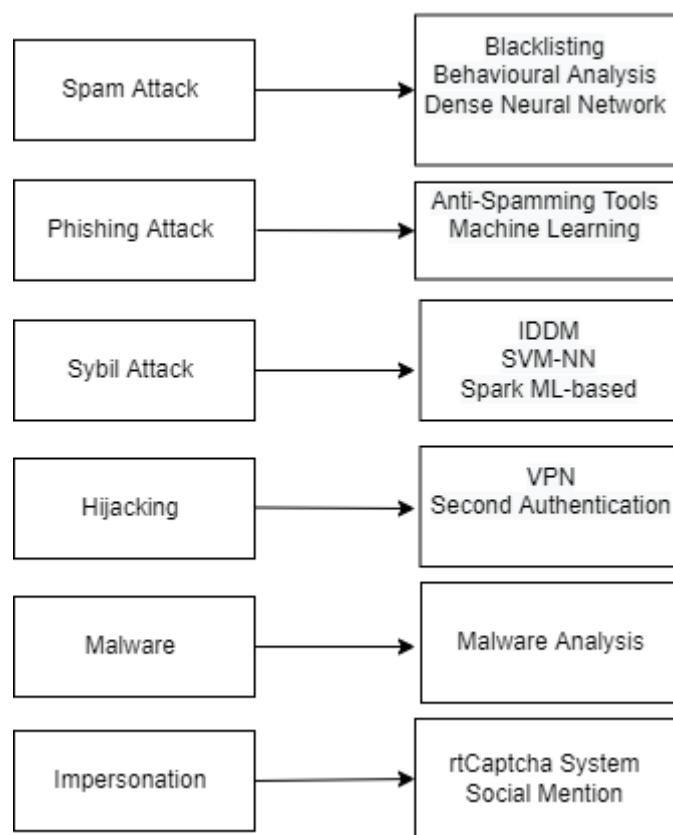 Spam Attack
Blacklisting
Behavioural Analysis
Dense Neural Network
Phishing Attack
Anti-Spamming Tools
Machine Learning
Sybil Attack
IDDM
SVM-NN
Spark ML-based
Hijacking
VPN
Second Authentication
Malware
Malware Analysis
Impersonation
rtCaptcha System
Social Mention